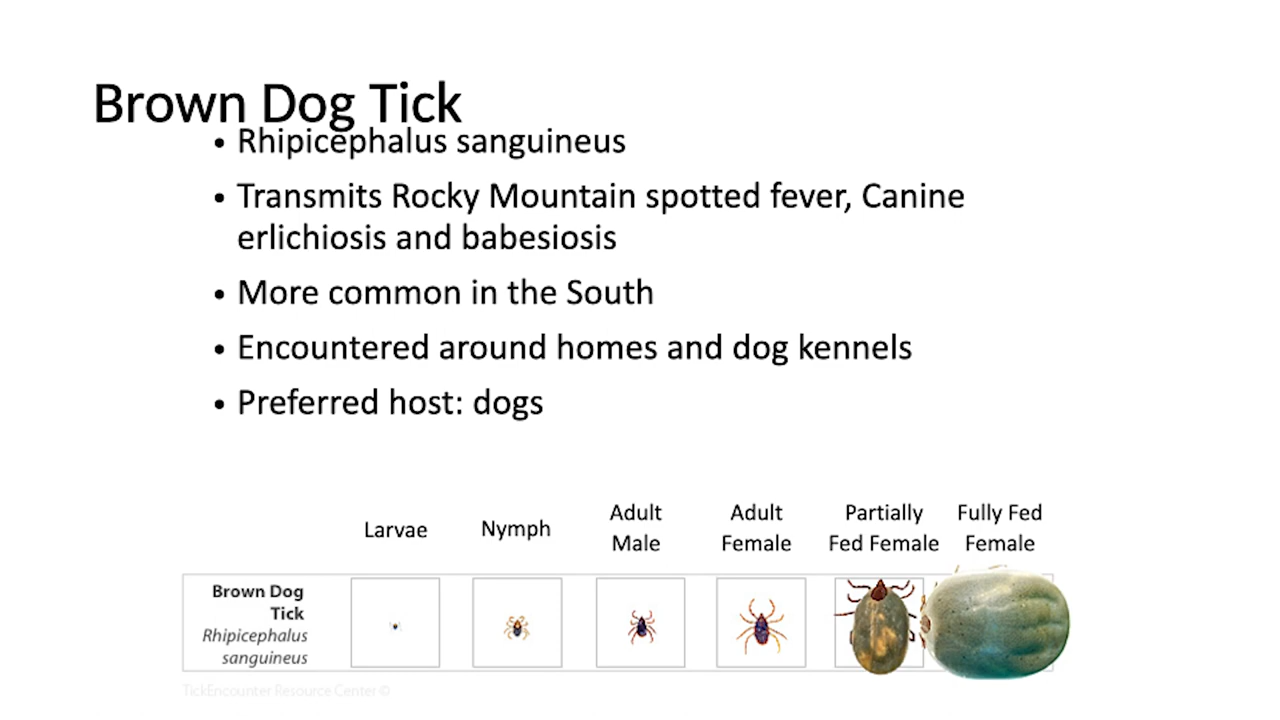 Brown Dog Tick
• Rhipicephalus sanguineus
• Transmits Rocky Mountain spotted fever, Canine
erlichiosis and babesiosis
• More common in the South
• Encountered around homes and dog kennels
• Preferred host: dogs
Larvae
Nymph
Adult
Male
Adult
Female
Partially
Fed Female
Fully Fed
Female
Brown Dog
Tick
Rhipicephalus
sanguineus
TickEncounter Resource Center ©